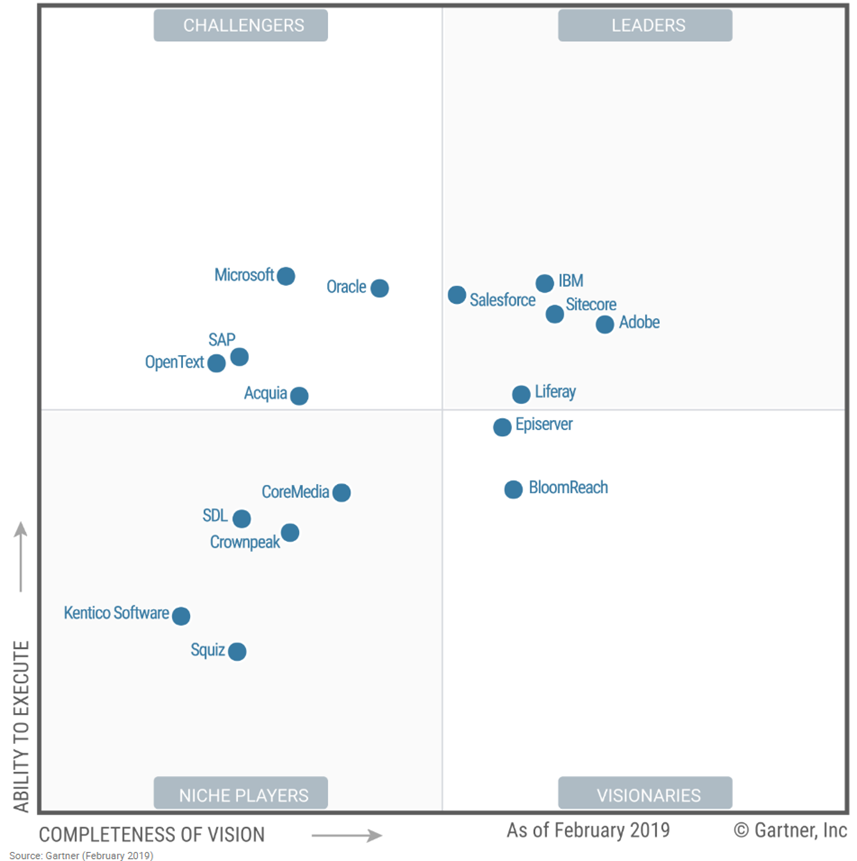 CHALLENGERS
LEADERS
Microsoft
Oracle
IBM
Salesforce
Sitecore
Adobe
SAP
OpenText
Acquia
Liferay
Episerver
BloomReach
CoreMedia
SDL
Crownpeak
Kentico Software
Squiz
ABILITY TO EXECUTE
NICHE PLAYERS
VISIONARIES
COMPLETENESS OF VISION
As of February 2019
© Gartner, Inc
Source: Gartner (February 2019)